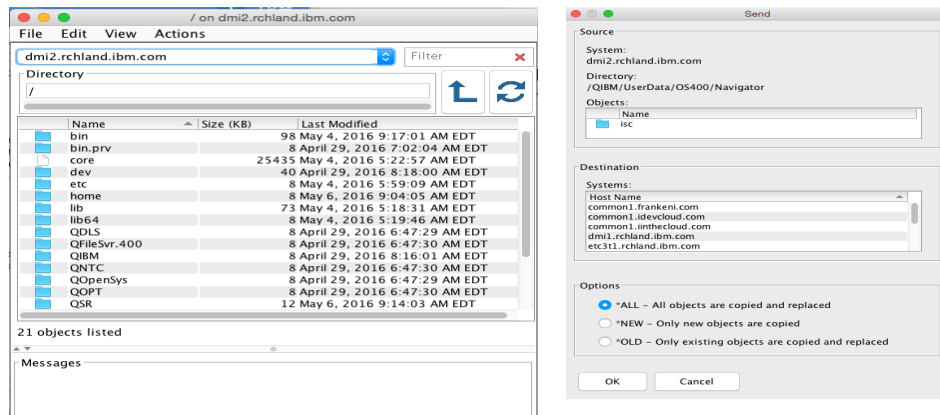 / on dmi2.rchland.ibm.com
File Edit View Actions
dmi2.rchland.ibm.com Filter
Directory
/
Name Size (KB) Last Modified
bin 98 May 4, 2016 9:17:01 AM EDT
bin.prv 8 April 29, 2016 7:02:04 AM EDT
core 25435 May 4, 2016 5:22:57 AM EDT
dev 40 April 29, 2016 8:18:00 AM EDT
etc 8 May 4, 2016 5:59:09 AM EDT
home 8 May 6, 2016 9:04:05 AM EDT
lib 73 May 4, 2016 5:18:31 AM EDT
lib64 8 May 4, 2016 5:19:46 AM EDT
QDLS 8 April 29, 2016 6:47:29 AM EDT
QFileSvr.400 8 April 29, 2016 6:47:30 AM EDT
QIBM 8 April 29, 2016 8:16:01 AM EDT
QNTC 8 April 29, 2016 6:47:30 AM EDT
QOpenSys 8 April 29, 2016 6:47:29 AM EDT
QOPT 8 April 29, 2016 6:47:30 AM EDT
QSR 12 May 6, 2016 9:14:03 AM EDT
21 objects listed
Messages
Send
Source
System:
dmi2.rchland.ibm.com
Directory:
/QIBM/UserData/OS400/Navigator
Objects:
Name
isc
Destination
Systems:
Host Name
common1.frankeni.com
common1.idevcloud.com
common1.iinthecloud.com
dmi1.rchland.ibm.com
etc3t1.rchland.ibm.com
Options
*ALL - All objects are copied and replaced
*NEW - Only new objects are copied
*OLD - Only existing objects are copied and replaced
OK Cancel